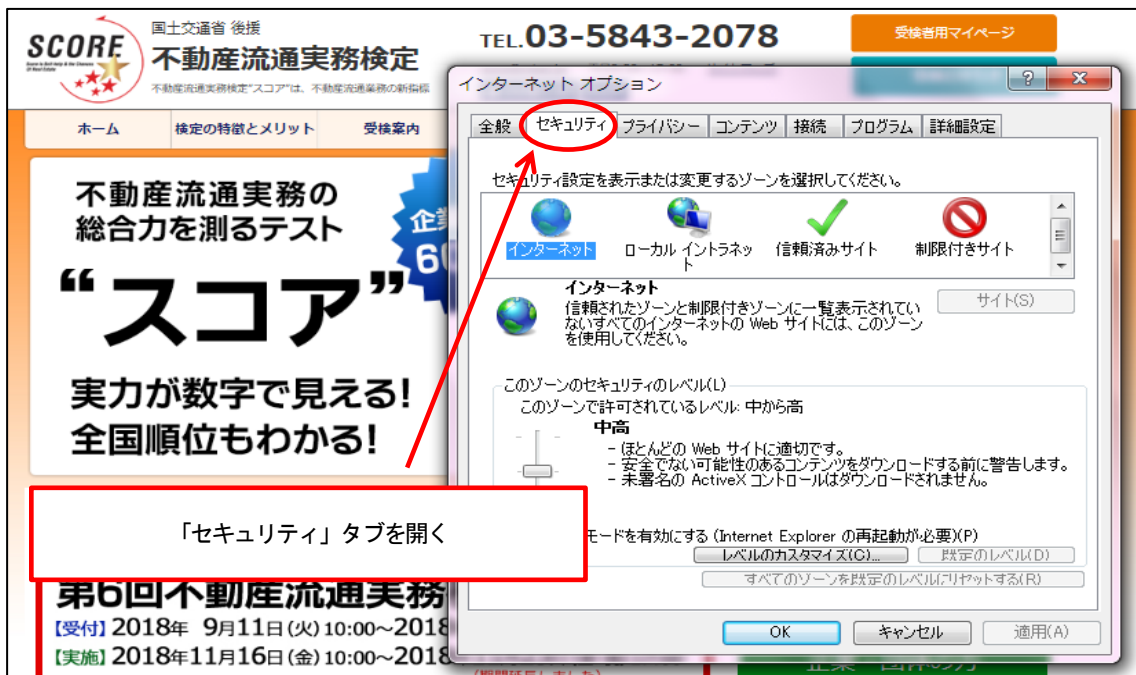 SCORE
国土交通省 後援
不動産流通実務検定
不動産流通実務検定"スコア"は、不動産流通業務の新指標
TEL.03-5843-2078
受検者用マイページ
ホーム
検定の特徴とメリット
受検案内
不動産流通実務の
総合力を測るテスト
“スコア”
実力が数字で見える!
全国順位もわかる!
インターネット オプション
全般
セキュリティ
プライバシー
コンテンツ
接続
プログラム
詳細設定
セキュリティ設定を表示または変更するゾーンを選択してください。
インターネット
ローカル イントラネッ
ト
信頼済みサイト
制限付きサイト
インターネット
信頼されたゾーンと制限付きゾーンに一覧表示されてい
ないすべてのインターネットの Web サイトには、このゾーン
を使用してください。
サイト(S)
このゾーンのセキュリティのレベル(L)
このゾーンで許可されているレベル: 中から高
中高
- ほとんどの Web サイトに適切です。
- 安全でない可能性のあるコンテンツをダウンロードする前に警告します。
- 未署名の ActiveX コントロールはダウンロードされません。
「セキュリティ」タブを開く
モードを有効にする (Internet Explorer の再起動が必要)(P)
レベルのカスタマイズ(C)...
既定のレベル(D)
すべてのゾーンを既定のレベルにリセットする(R)
OK
キャンセル
適用(A)
第6回不動産流通実務
【受付】2018年 9月11日(火)10:00~2018
【実施】2018年11月16日(金)10:00~2018